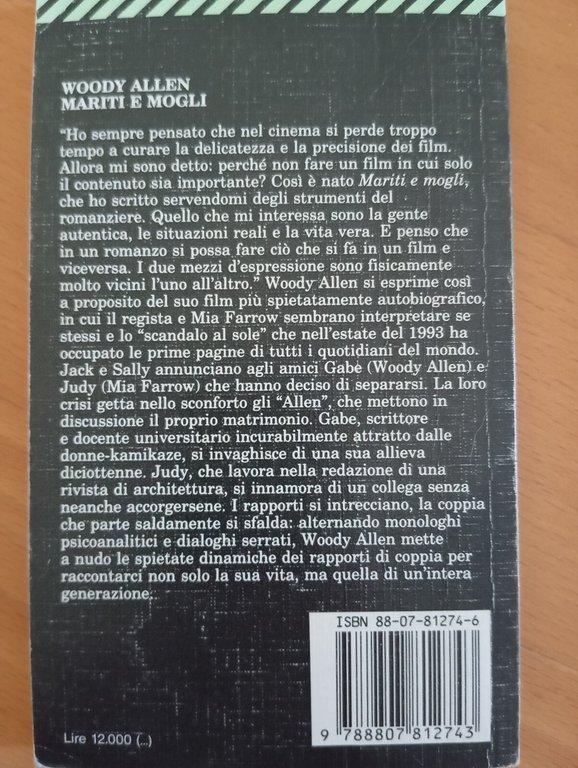 WOODY ALLEN
MARITI E MOGLI
"Ho sempre pensato che nel cinema si perde troppo
tempo a curare la delicatezza e la precisione dei film.
Allora mi sono detto: perché non fare un film in cui solo
il contenuto sia importante? Così è nato Mariti e mogli,
che ho scritto servendomi degli strumenti del
romanziere. Quello che mi interessa sono la gente
autentica, le situazioni reali e la vita vera. E penso che
in un romanzo si possa fare ciò che si fa in un film e
viceversa. I due mezzi d'espressione sono fisicamente
molto vicini l'uno all'altro." Woody Allen si esprime così
a proposito del suo film più spietatamente autobiografico,
in cui il regista e Mia Farrow sembrano interpretare se
stessi e lo "scandalo al sole" che nell'estate del 1993 ha
occupato le prime pagine di tutti i quotidiani del mondo.
Jack e Sally annunciano agli amici Gabe (Woody Allen) e
Judy (Mia Farrow) che hanno deciso di separarsi. La loro
crisi getta nello sconforto gli "Allen", che mettono in
discussione il proprio matrimonio. Gabe, scrittore
e docente universitario incurabilmente attratto dalle
donne-kamikaze, si invaghisce di una sua allieva
diciottenne. Judy, che lavora nella redazione di una
rivista di architettura, si innamora di un collega senza
neanche accorgersene. I rapporti si intrecciano, la coppia
che parte saldamente si sfalda: alternando monologhi
psicoanalitici e dialoghi serrati, Woody Allen mette
a nudo le spietate dinamiche dei rapporti di coppia per
raccontarci non solo la sua vita, ma quella di un'intera
generazione.
ISBN 88-07-81274-6
9 788807 812743
Lire 12.000 (...)